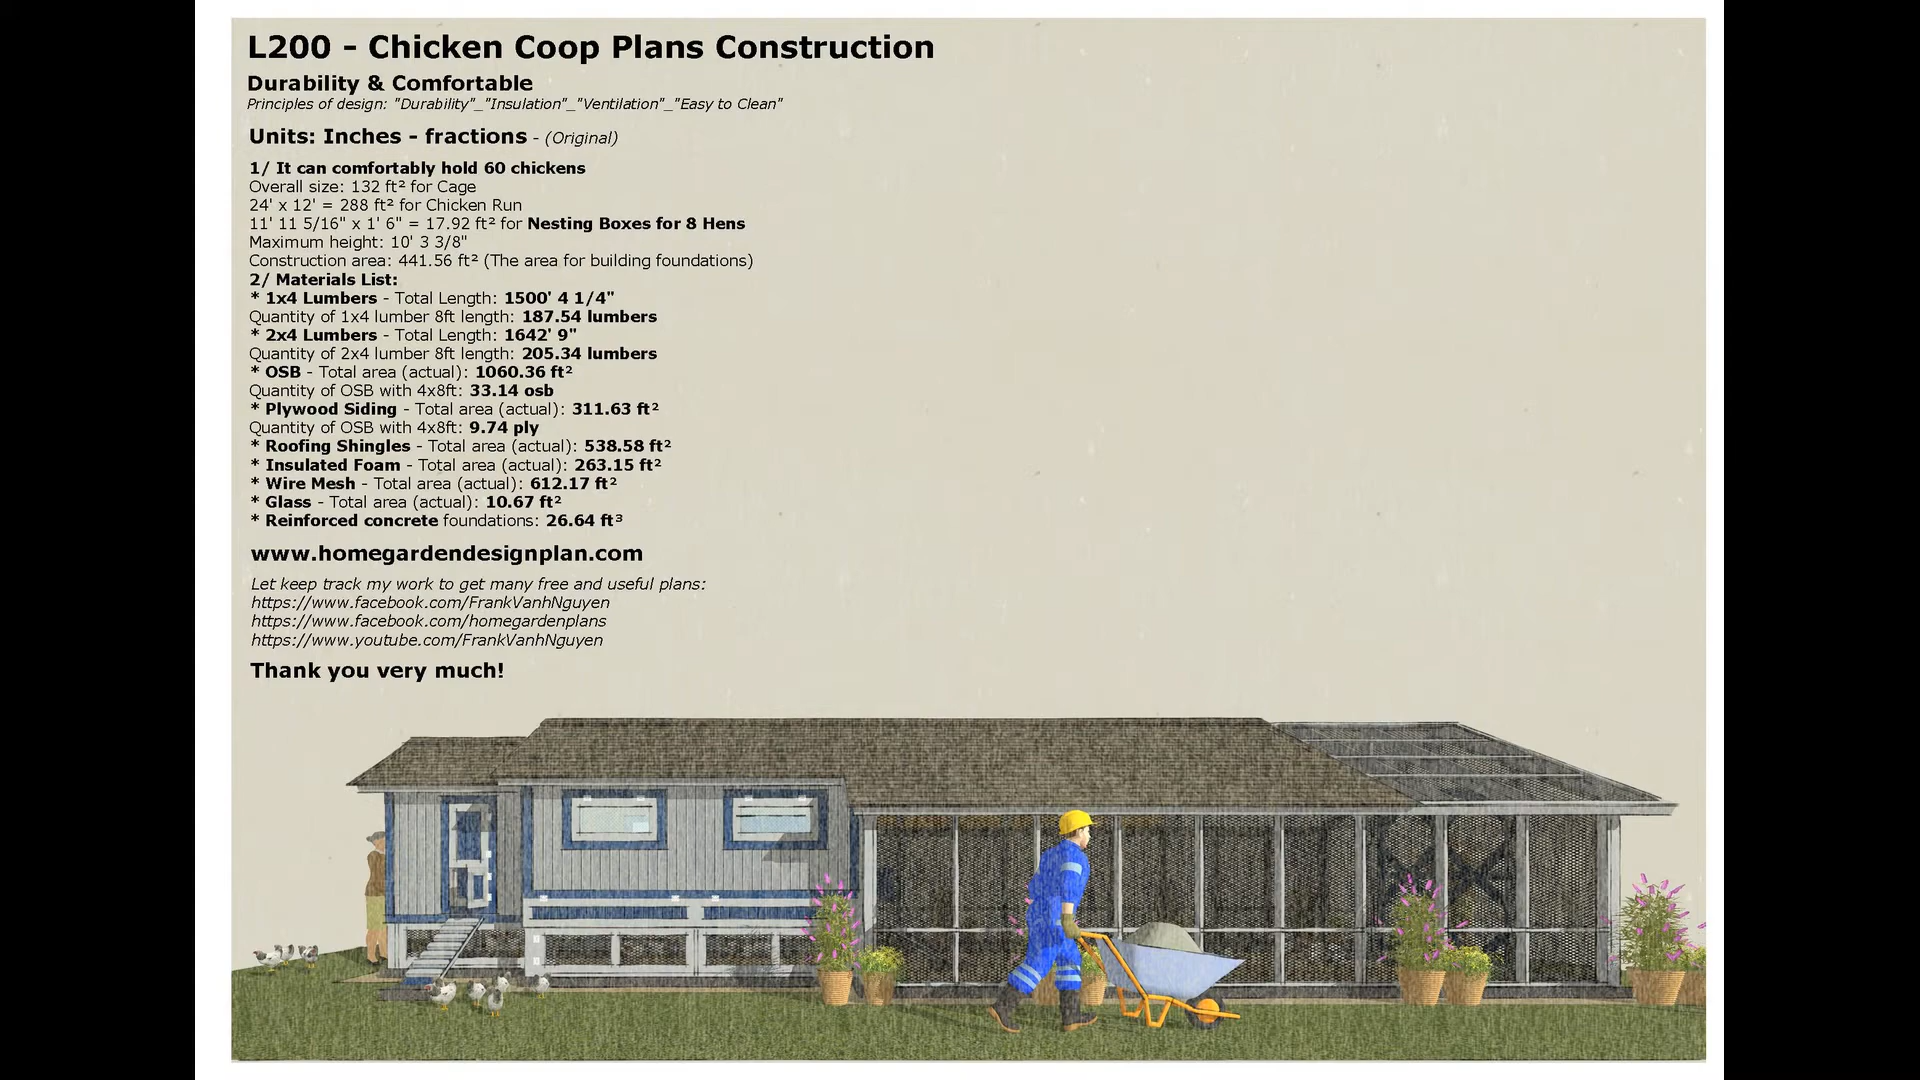 L200 - Chicken Coop Plans Construction
Durability & Comfortable
Principles of design: "Durability"_"Insulation"_"Ventilation"_"Easy to Clean"
Units: Inches - fractions - (Original)
1/ It can comfortably hold 60 chickens
Overall size: 132 ft² for Cage
24' x 12' = 288 ft² for Chicken Run
11' 11 5/16" x 1' 6" = 17.92 ft² for Nesting Boxes for 8 Hens
Maximum height: 10' 3 3/8"
Construction area: 441.56 ft² (The area for building foundations)
2/ Materials List:
* 1x4 Lumbers - Total Length: 1500' 4 1/4"
Quantity of 1x4 lumber 8ft length: 187.54 lumbers
* 2x4 Lumbers - Total Length: 1642' 9"
Quantity of 2x4 lumber 8ft length: 205.34 lumbers
* OSB - Total area (actual): 1060.36 ft²
Quantity of OSB with 4x8ft: 33.14 osb
* Plywood Siding - Total area (actual): 311.63 ft²
Quantity of OSB with 4x8ft: 9.74 ply
* Roofing Shingles - Total area (actual): 538.58 ft²
* Insulated Foam - Total area (actual): 263.15 ft²
* Wire Mesh - Total area (actual): 612.17 ft²
* Glass - Total area (actual): 10.67 ft²
* Reinforced concrete foundations: 26.64 ft³
www.homegardendesignplan.com
Let keep track my work to get many free and useful plans:
https://www.facebook.com/FrankVanhNguyen
https://www.facebook.com/homegardenplans
https://www.youtube.com/FrankVanhNguyen
Thank you very much!